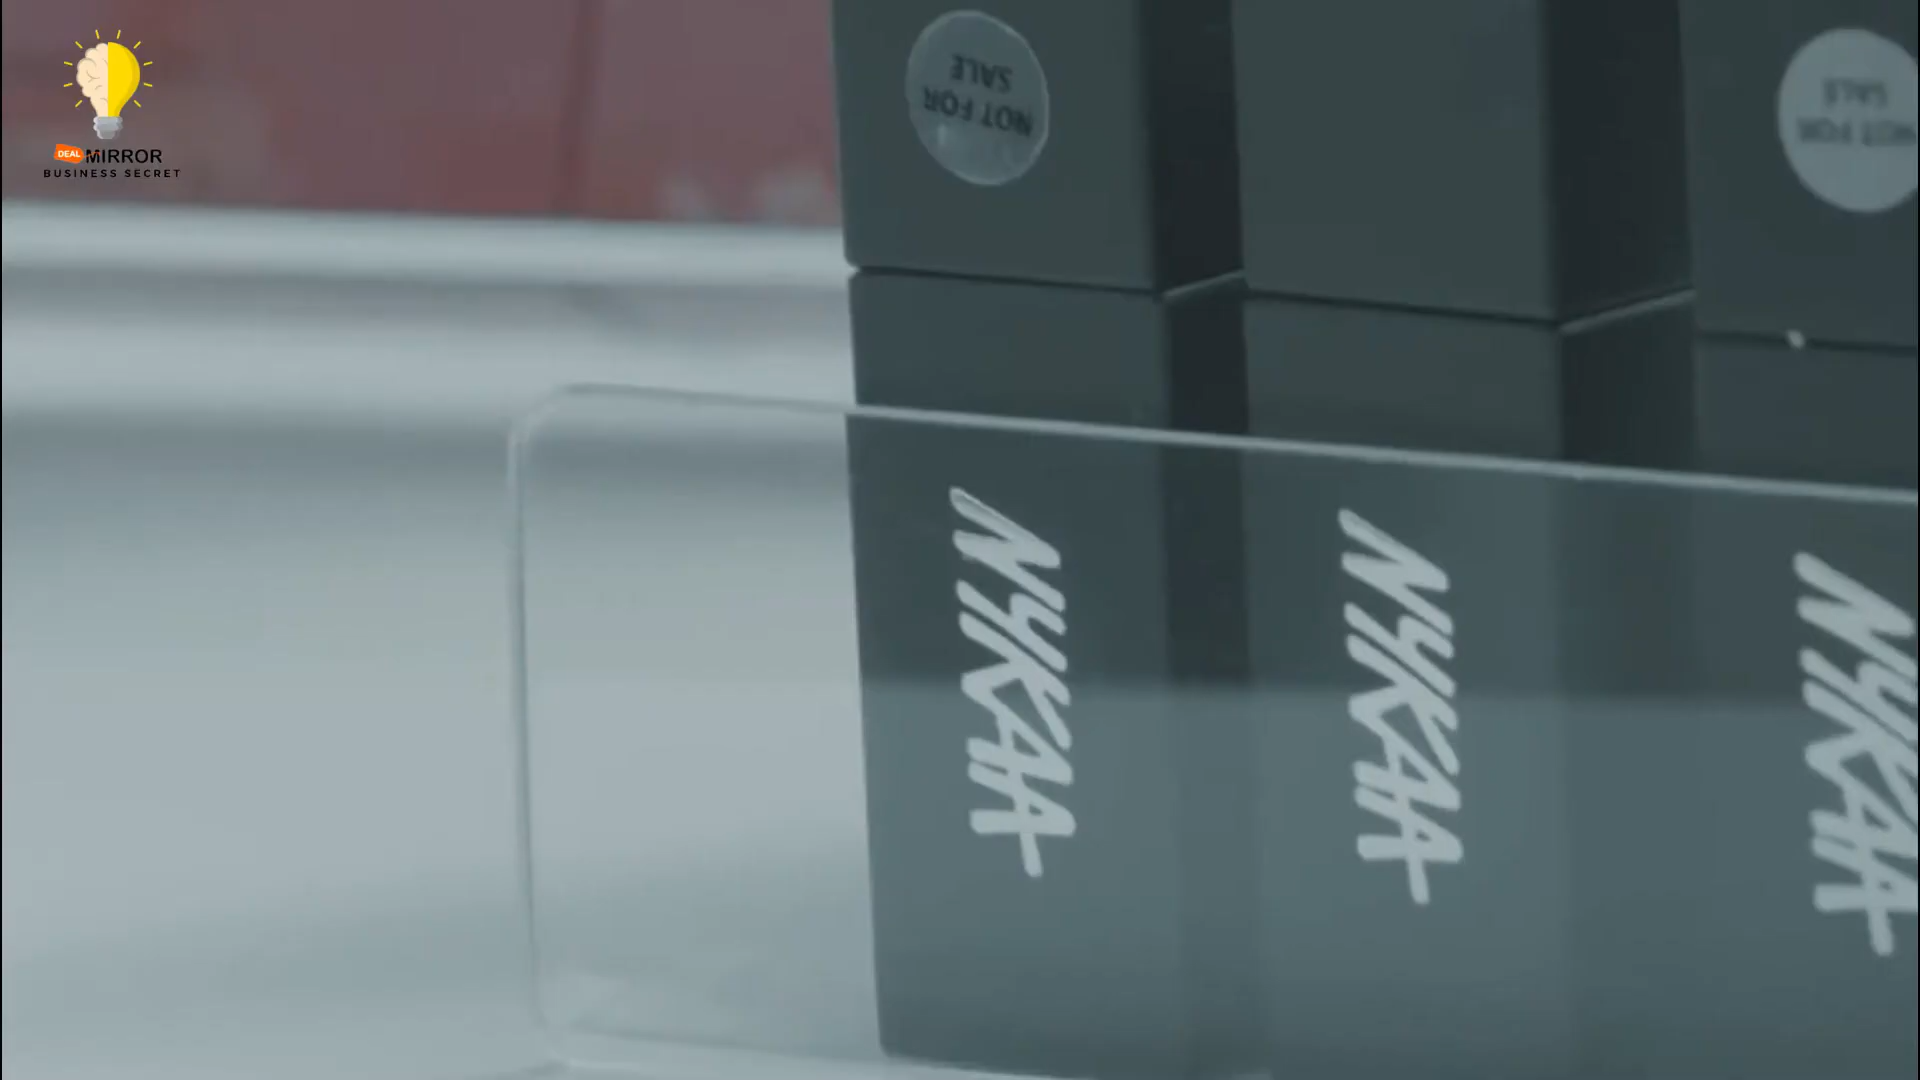 DEAL MIRROR
BUSINESS SECRET
NOT FOR
SALE
NOT FOR
SALE
NYKAA
NYKAA
NYKAA